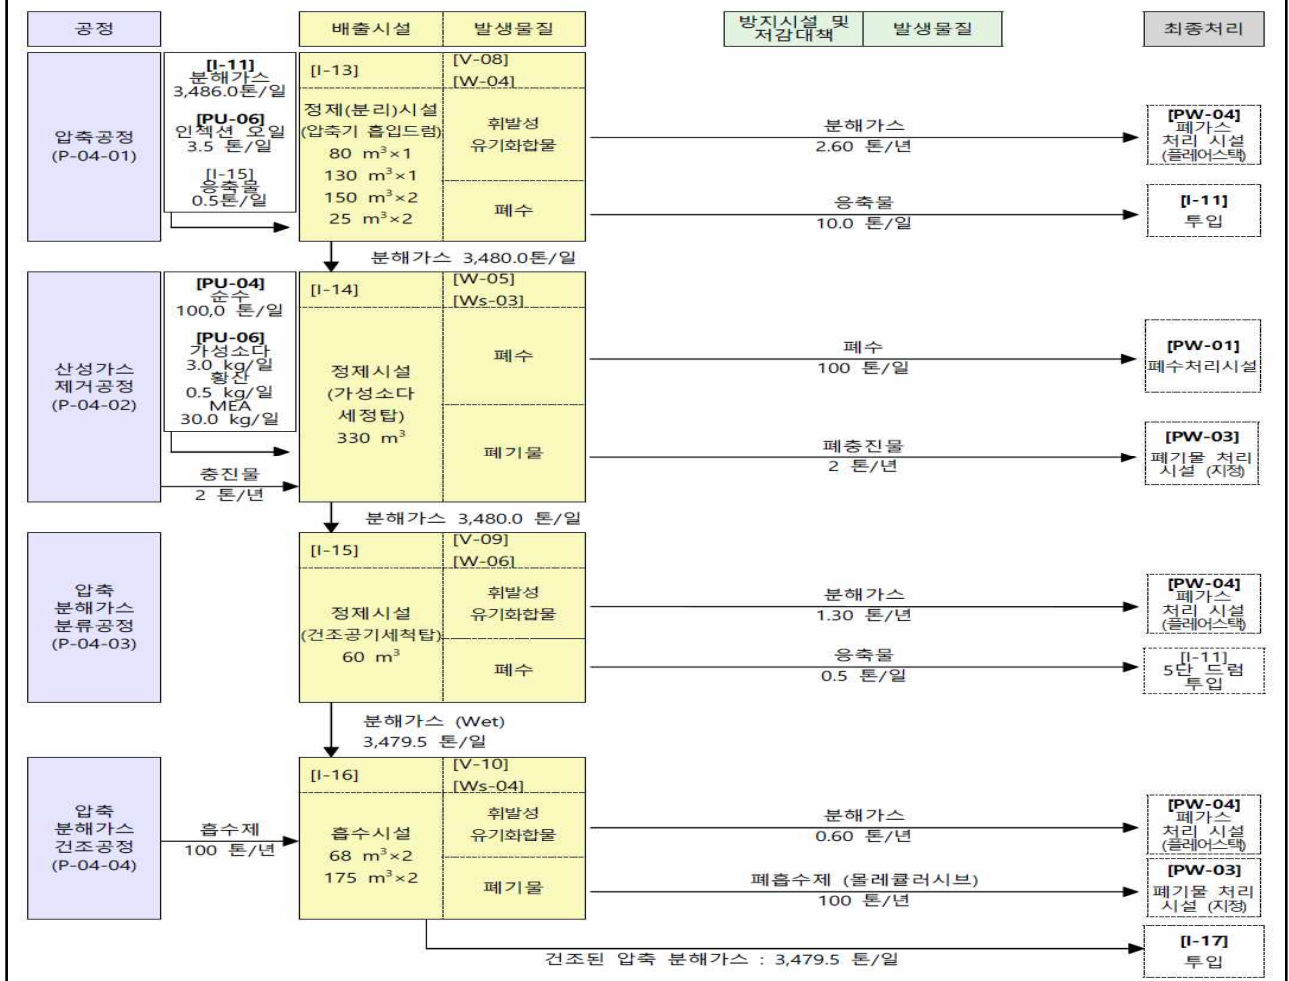 공정
배출시설
발생물질
방지시설 및
저감대책
발생물질
최종처리
압축공정
(P-04-01)
[I-11]
분해가스
3,486.0톤/일
[PU-06]
인젝션 오일
3.5 톤/일
[I-15]
응축물
0.5톤/일
[I-13]
정제(분리)시설
(압축기 흡입드럼)
80 m³×1
130 m³×1
150 m³×2
25 m³×2
[V-08]
[W-04]
휘발성
유기화합물
폐수
분해가스
2.60 톤/년
[PW-04]
폐가스
처리 시설
(플레어스택)
응축물
10.0 톤/일
[I-11]
투입
분해가스 3,480.0톤/일
산성가스
제거공정
(P-04-02)
[PU-04]
순수
100,0 톤/일
[PU-06]
가성소다
3.0 kg/일
황산
0.5 kg/일
MEA
30.0 kg/일
충진물
2 톤/년
[I-14]
정제시설
(가성소다
세정탑)
330 m³
[W-05]
[Ws-03]
폐수
폐기물
폐수
100 톤/일
[PW-01]
폐수처리시설
폐충진물
2 톤/년
[PW-03]
폐기물 처리
시설 (지정)
분해가스 3,480.0 톤/일
압축
분해가스
분류공정
(P-04-03)
[I-15]
정제시설
(건조공기세척탑)
60 m³
[V-09]
[W-06]
휘발성
유기화합물
폐수
분해가스
1.30 톤/년
[PW-04]
폐가스
처리 시설
(플레어스택)
응축물
0.5 톤/일
[I-11]
5단 드럼
투입
분해가스 (Wet)
3,479.5 톤/일
압축
분해가스
건조공정
(P-04-04)
흡수제
100 톤/년
[I-16]
흡수시설
68 m³×2
175 m³×2
[V-10]
[Ws-04]
휘발성
유기화합물
폐기물
분해가스
0.60 톤/년
[PW-04]
폐가스
처리 시설
(플레어스택)
폐흡수제 (몰레큘러시브)
100 톤/년
[PW-03]
폐기물 처리
시설 (지정)
건조된 압축 분해가스 : 3,479.5 톤/일
[I-17]
투입